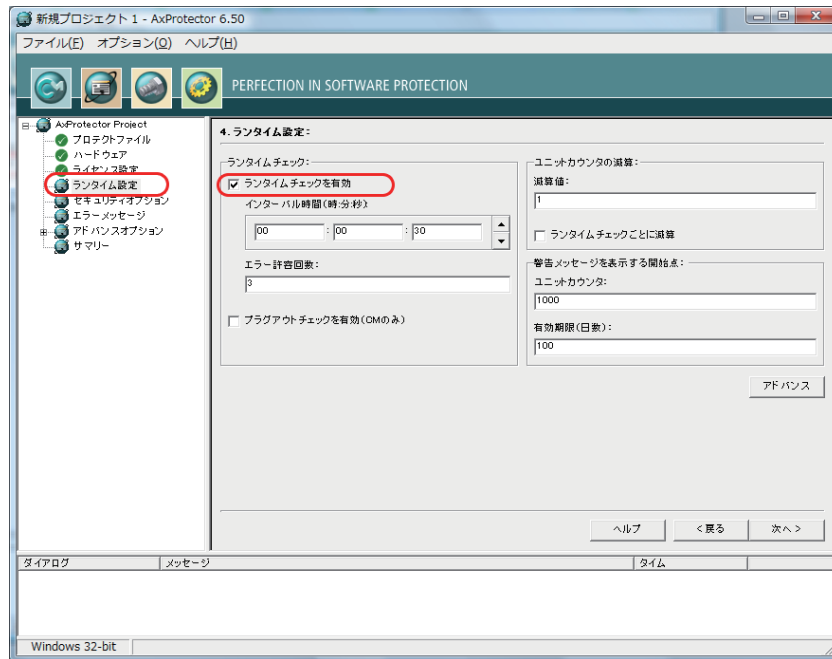 新規プロジェクト 1 - AxProtector 6.50
ファイル(F) オプション(O) ヘルプ(H)
PERFECTION IN SOFTWARE PROTECTION
AxProtector Project
プロテクトファイル
ハードウェア
ライセンス設定
ランタイム設定
セキュリティオプション
エラーメッセージ
アドバンスオプション
サマリー
4.ランタイム設定:
ランタイムチェック:
ランタイムチェックを有効
インターバル時間(時:分:秒):
00 : 00 : 30
エラー許容回数:
3
プラグアウトチェックを有効(CMのみ)
ユニットカウンタの減算:
減算値:
1
ランタイムチェックごとに減算
警告メッセージを表示する開始点:
ユニットカウンタ:
1000
有効期限(日数):
100
アドバンス
ヘルプ <戻る 次へ>
ダイアログ メッセージ タイム
Windows 32-bit